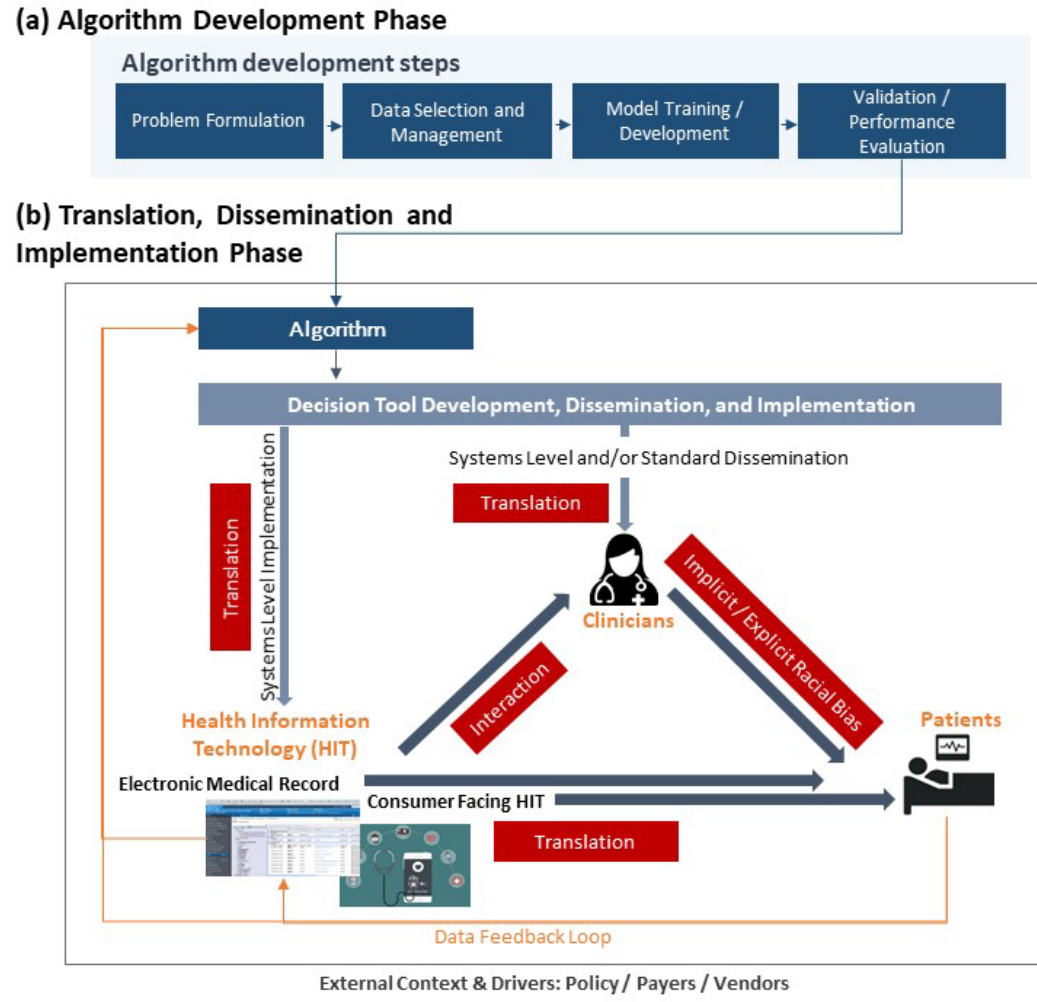 (a) Algorithm Development Phase
Algorithm development steps
Problem Formulation
Data Selection and
Management
Model Training /
Development
Validation /
Performance
Evaluation
(b) Translation, Dissemination and
Implementation Phase
Algorithm
Decision Tool Development, Dissemination, and Implementation
Systems Level and/or Standard Dissemination
Translation
Translation
Systems Level Implementation
Clinicians
Implicit / Explicit Racial Bias
Interaction
Health Information
Technology (HIT)
Patients
Electronic Medical Record
Consumer Facing HIT
Translation
Data Feedback Loop
External Context & Drivers: Policy / Payers / Vendors